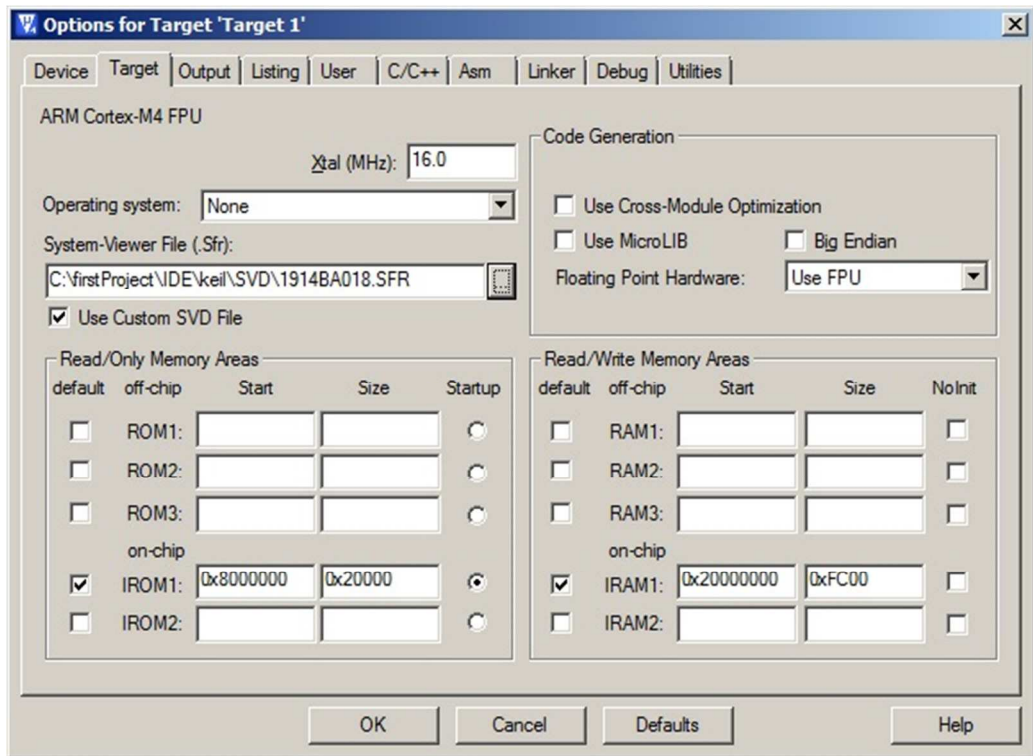 Options for Target 'Target 1'
Device Target Output Listing User C/C++ Asm Linker Debug Utilities
ARM Cortex-M4 FPU
Xtal (MHz): 16.0
Operating system: None
System-Viewer File (.Sfr):
C:\firstProject\IDE\keil\SVD\1914BA018.SFR ...
Use Custom SVD File
Code Generation
Use Cross-Module Optimization
Use MicroLIB Big Endian
Floating Point Hardware: Use FPU
Read/Only Memory Areas
default off-chip Start Size Startup
ROM1:
ROM2:
ROM3:
on-chip
IROM1: 0x8000000 0x20000
IROM2:
Read/Write Memory Areas
default off-chip Start Size NoInit
RAM1:
RAM2:
RAM3:
on-chip
IRAM1: 0x20000000 0xFC00
IRAM2:
OK Cancel Defaults Help